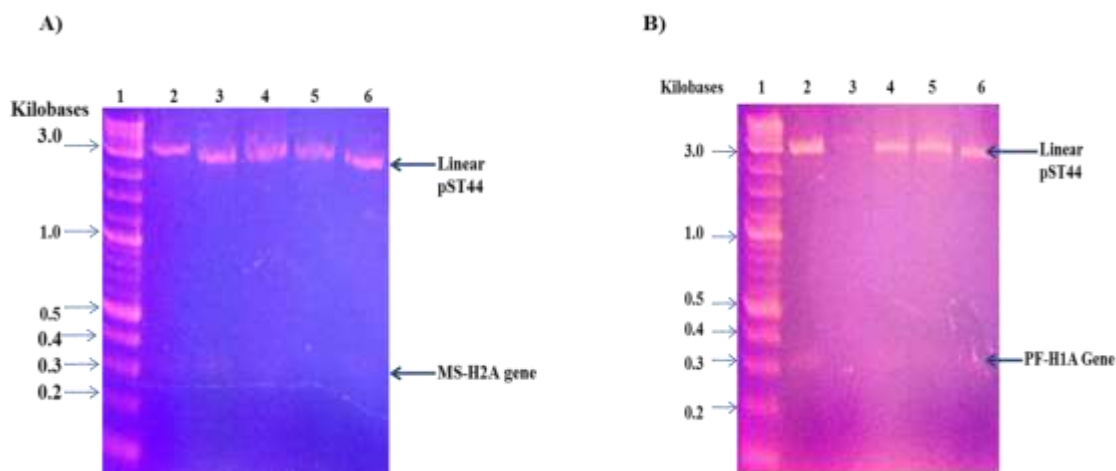 A)
Kilobases
1 2 3 4 5 6
3.0
1.0
0.5
0.4
0.3
0.2
Linear
pST44
MS-H2A gene
B)
Kilobases 1 2 3 4 5 6
3.0
1.0
0.5
0.4
0.3
0.2
Linear
pST44
PF-H1A Gene